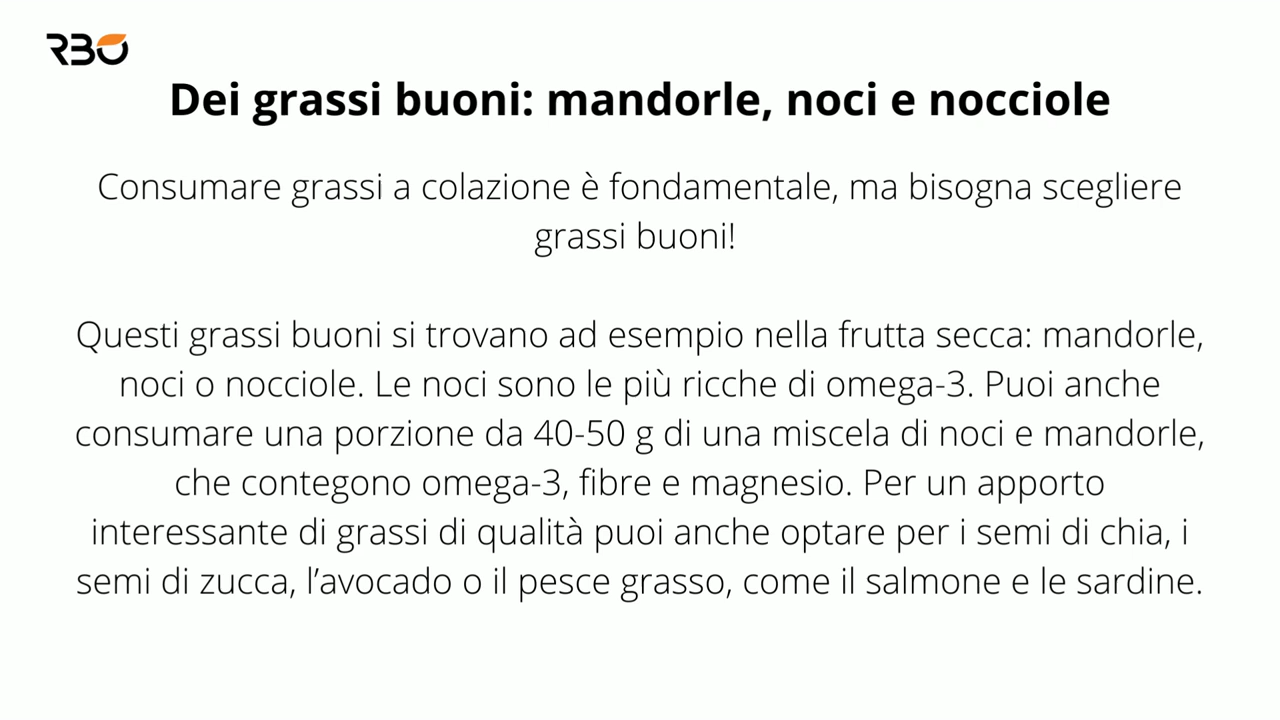 RBO
Dei grassi buoni: mandorle, noci e nocciole
Consumare grassi a colazione è fondamentale, ma bisogna scegliere
grassi buoni!
Questi grassi buoni si trovano ad esempio nella frutta secca: mandorle,
noci o nocciole. Le noci sono le più ricche di omega-3. Puoi anche
consumare una porzione da 40-50 g di una miscela di noci e mandorle,
che contegono omega-3, fibre e magnesio. Per un apporto
interessante di grassi di qualità puoi anche optare per i semi di chia, i
semi di zucca, l’avocado o il pesce grasso, come il salmone e le sardine.